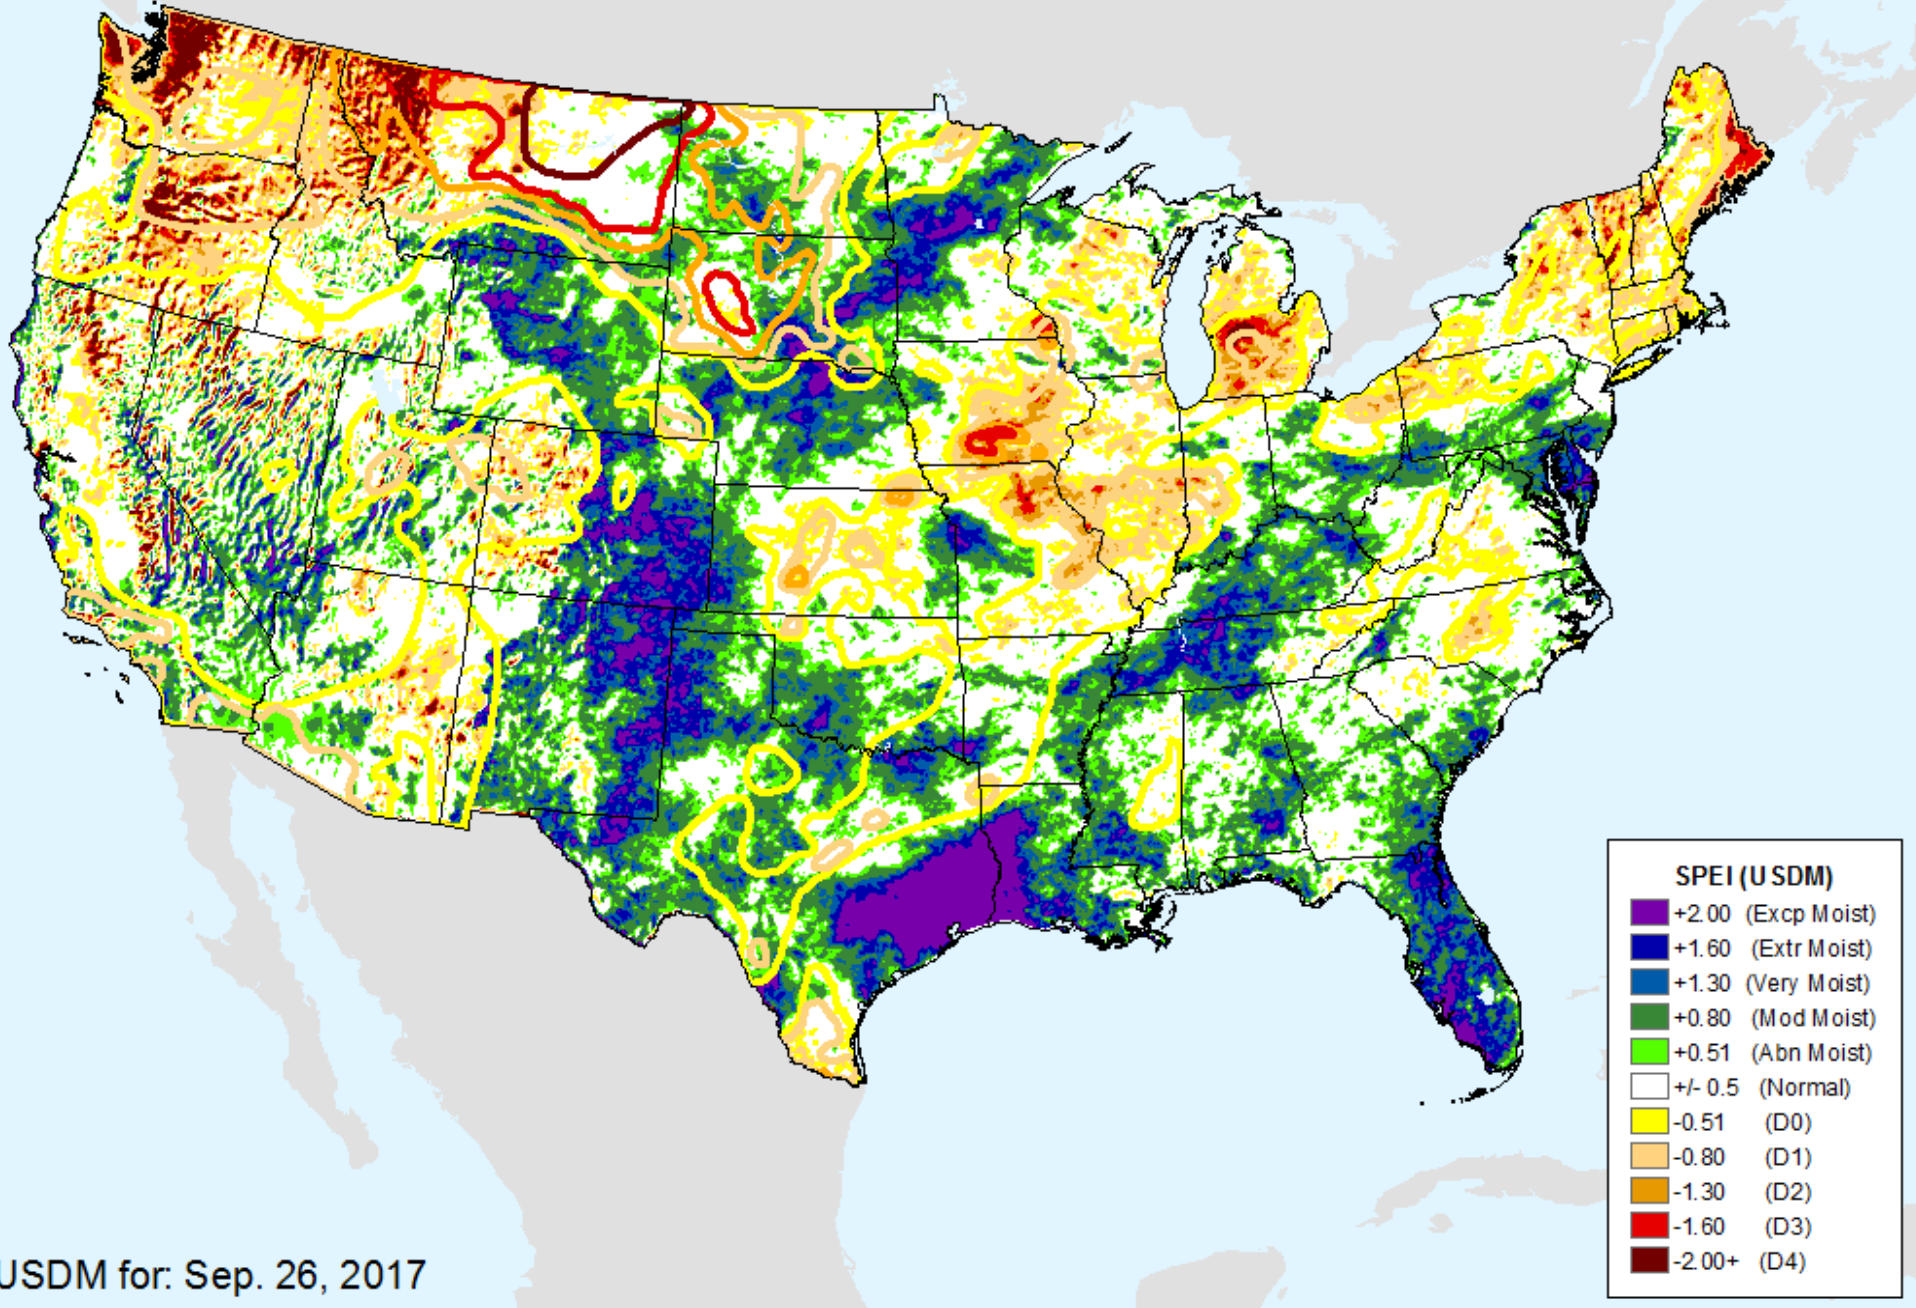 SPEI (USDM)
+2.00 (Excp Moist)
+1.60 (Extr Moist)
+1.30 (Very Moist)
+0.80 (Mod Moist)
+0.51 (Abn Moist)
+/- 0.5 (Normal)
-0.51 (D0)
-0.80 (D1)
-1.30 (D2)
-1.60 (D3)
-2.00+ (D4)
USDM for: Sep. 26, 2017